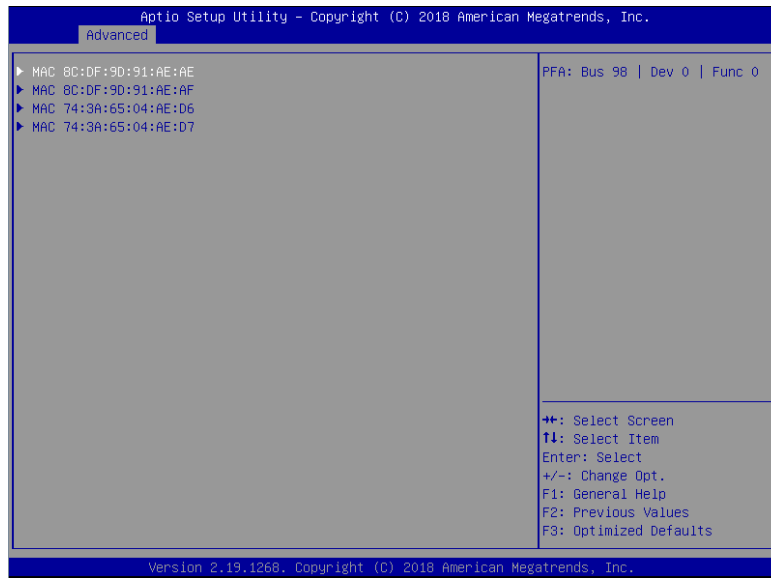 Aptio Setup Utility – Copyright (C) 2018 American Megatrends, Inc.
Advanced
▶ MAC 8C:DF:9D:91:AE:AE
▶ MAC 8C:DF:9D:91:AE:AF
▶ MAC 74:3A:65:04:AE:D6
▶ MAC 74:3A:65:04:AE:D7
PFA: Bus 98 | Dev 0 | Func 0
→←: Select Screen
↑↓: Select Item
Enter: Select
+/-: Change Opt.
F1: General Help
F2: Previous Values
F3: Optimized Defaults
Version 2.19.1268. Copyright (C) 2018 American Megatrends, Inc.